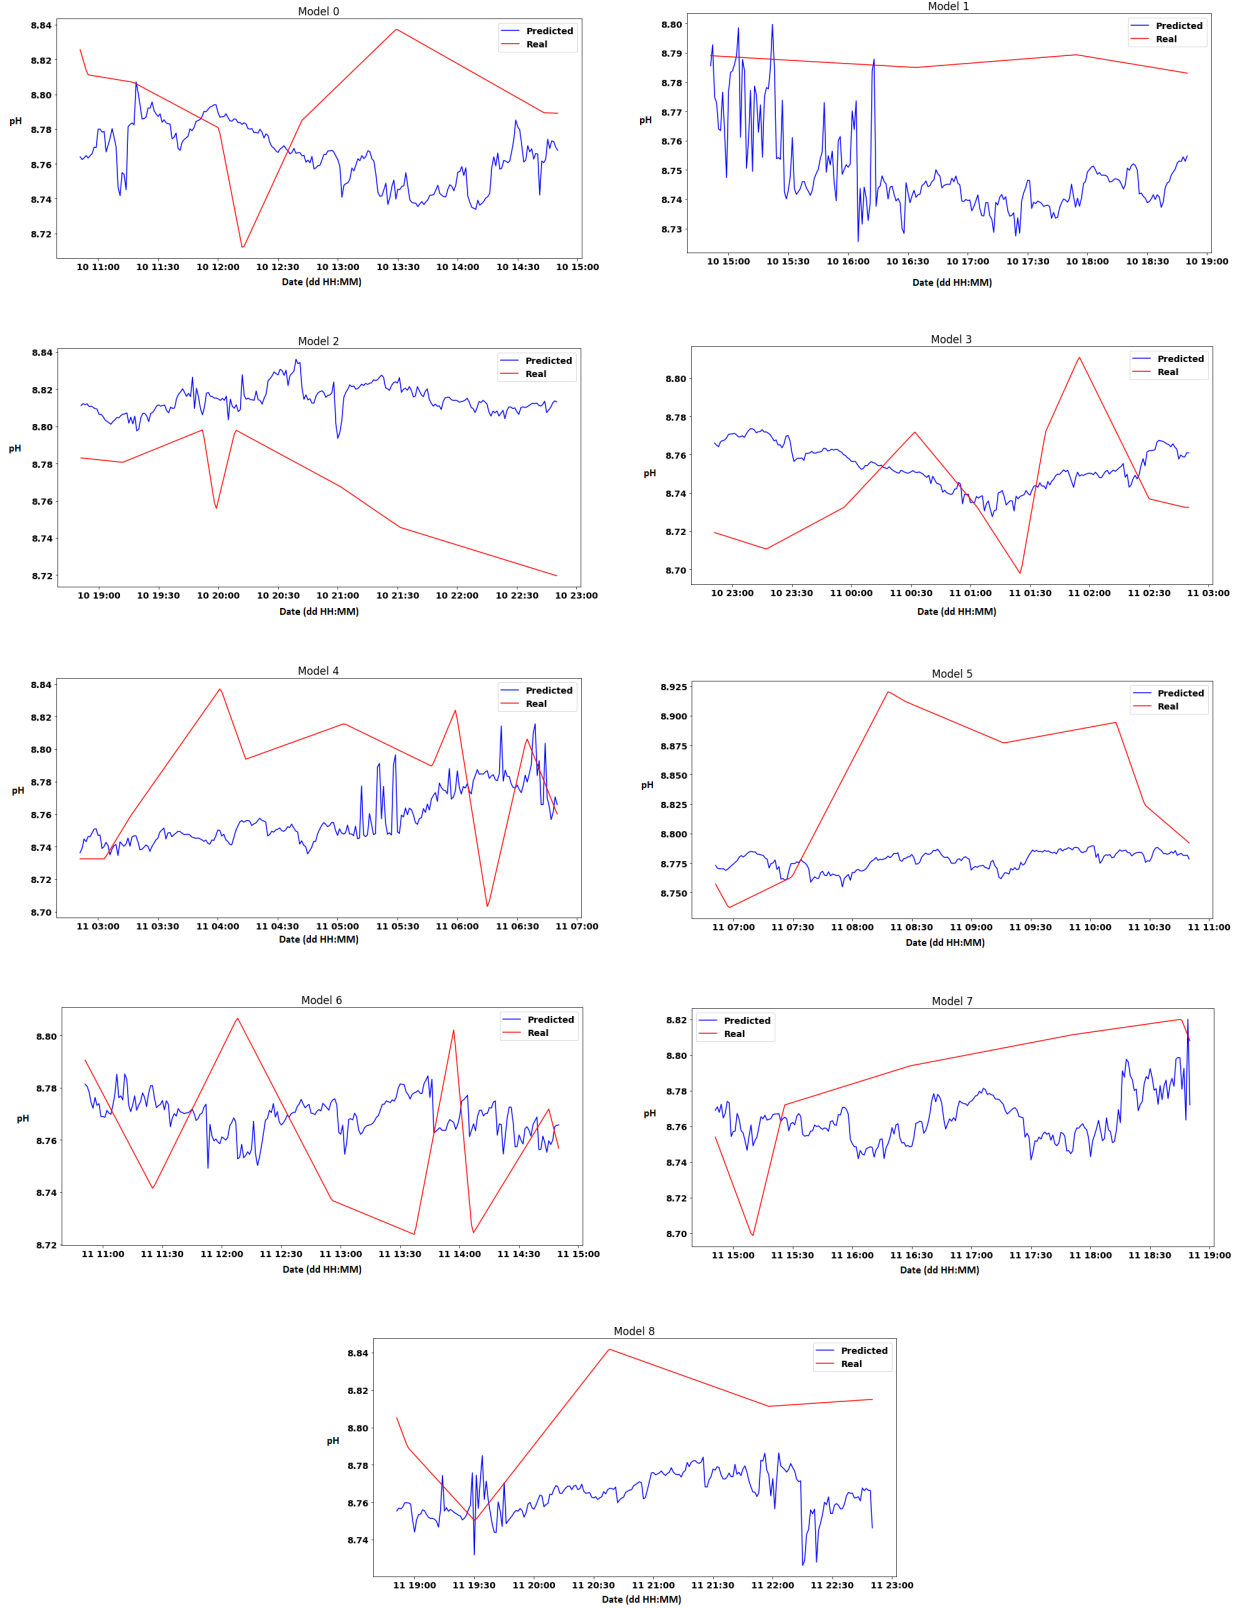 Model 0
8.84
8.82
8.80
8.78
8.76
8.74
8.72
pH
Predicted
Real
10 11:00 10 11:30 10 12:00 10 12:30 10 13:00 10 13:30 10 14:00 10 14:30 10 15:00
Date (dd HH:MM)
Model 1
8.80
8.79
8.78
8.77
8.76
8.75
8.74
8.73
pH
Predicted
Real
10 15:00 10 15:30 10 16:00 10 16:30 10 17:00 10 17:30 10 18:00 10 18:30 10 19:00
Date (dd HH:MM)
Model 2
8.84
8.82
8.80
8.78
8.76
8.74
8.72
pH
Predicted
Real
10 19:00 10 19:30 10 20:00 10 20:30 10 21:00 10 21:30 10 22:00 10 22:30 10 23:00
Date (dd HH:MM)
Model 3
8.80
8.78
8.76
8.74
8.72
8.70
pH
Predicted
Real
10 23:00 10 23:30 11 00:00 11 00:30 11 01:00 11 01:30 11 02:00 11 02:30 11 03:00
Date (dd HH:MM)
Model 4
8.84
8.82
8.80
8.78
8.76
8.74
8.72
8.70
pH
Predicted
Real
11 03:00 11 03:30 11 04:00 11 04:30 11 05:00 11 05:30 11 06:00 11 06:30 11 07:00
Date (dd HH:MM)
Model 5
8.925
8.900
8.875
8.850
8.825
8.800
8.775
8.750
pH
Predicted
Real
11 07:00 11 07:30 11 08:00 11 08:30 11 09:00 11 09:30 11 10:00 11 10:30 11 11:00
Date (dd HH:MM)
Model 6
8.80
8.78
8.76
8.74
8.72
pH
Predicted
Real
11 11:00 11 11:30 11 12:00 11 12:30 11 13:00 11 13:30 11 14:00 11 14:30 11 15:00
Date (dd HH:MM)
Model 7
8.82
8.80
8.78
8.76
8.74
8.72
8.70
pH
Predicted
Real
11 15:00 11 15:30 11 16:00 11 16:30 11 17:00 11 17:30 11 18:00 11 18:30 11 19:00
Date (dd HH:MM)
Model 8
8.84
8.82
8.80
8.78
8.76
8.74
pH
Predicted
Real
11 19:00 11 19:30 11 20:00 11 20:30 11 21:00 11 21:30 11 22:00 11 22:30 11 23:00
Date (dd HH:MM)